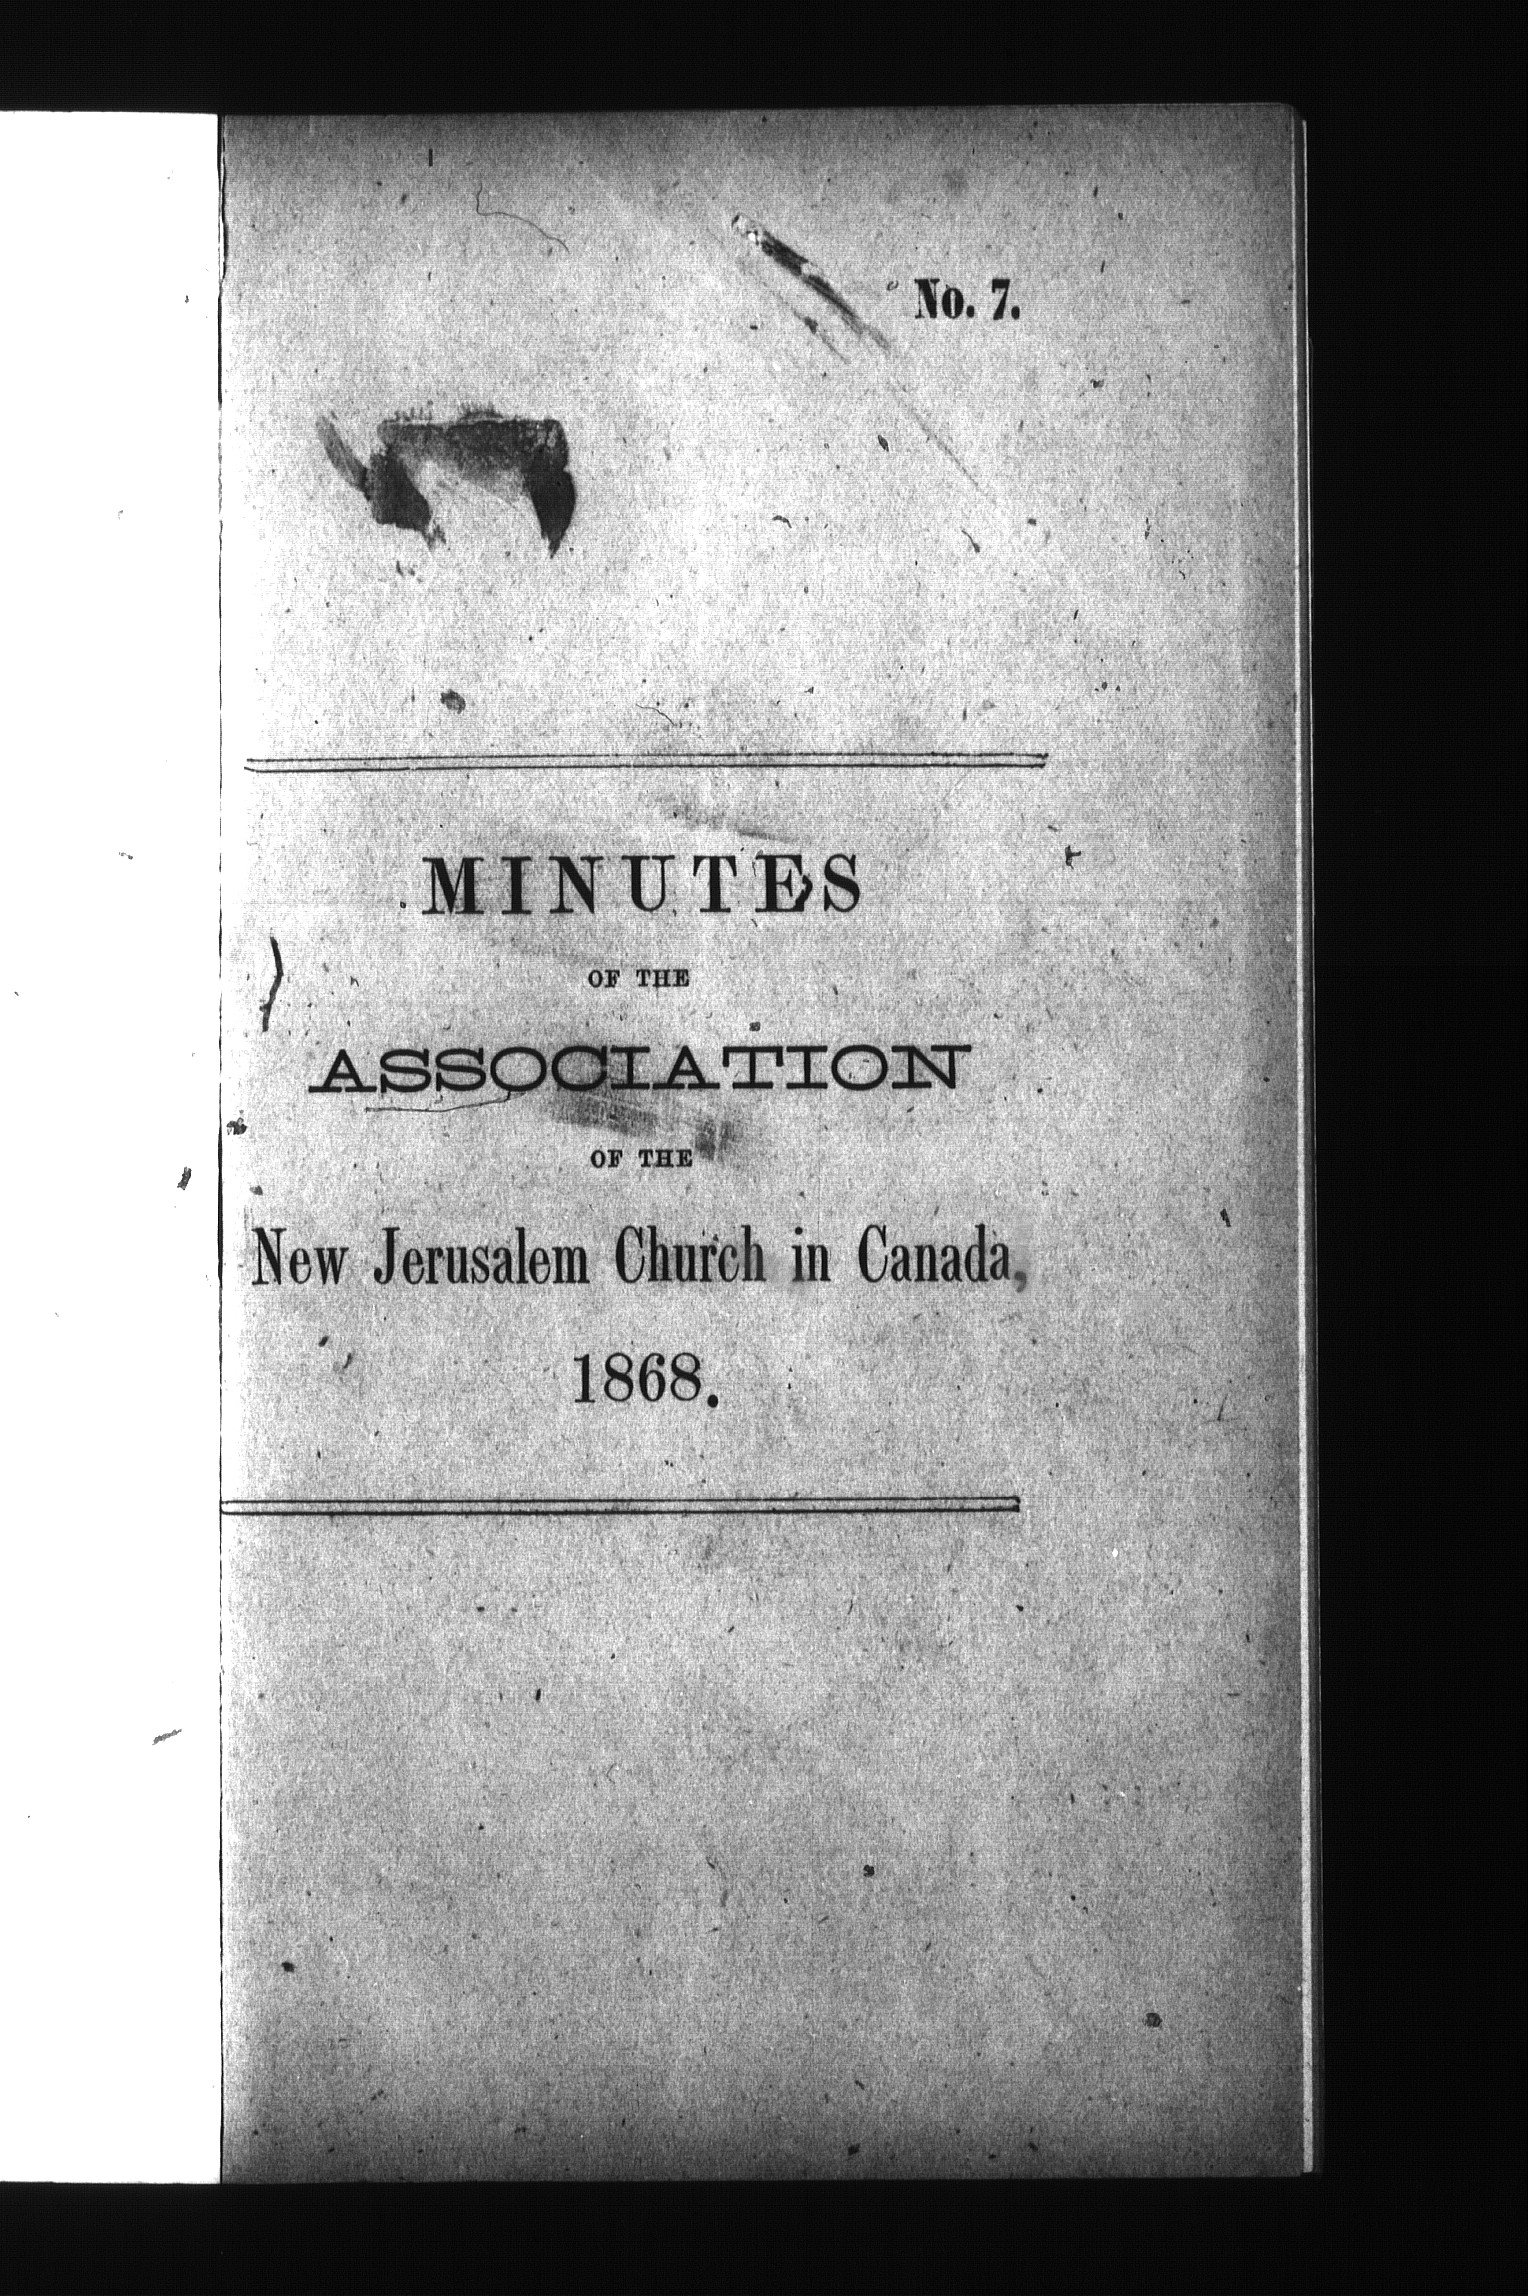 No. 7.
MINUTES
OF THE
ASSOCIATION
OF THE
New Jerusalem Church in Canada,
1868.